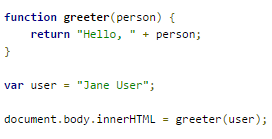 function greeter(person) {
    return "Hello, " + person;
}
var user = "Jane User";
document.body.innerHTML = greeter(user);